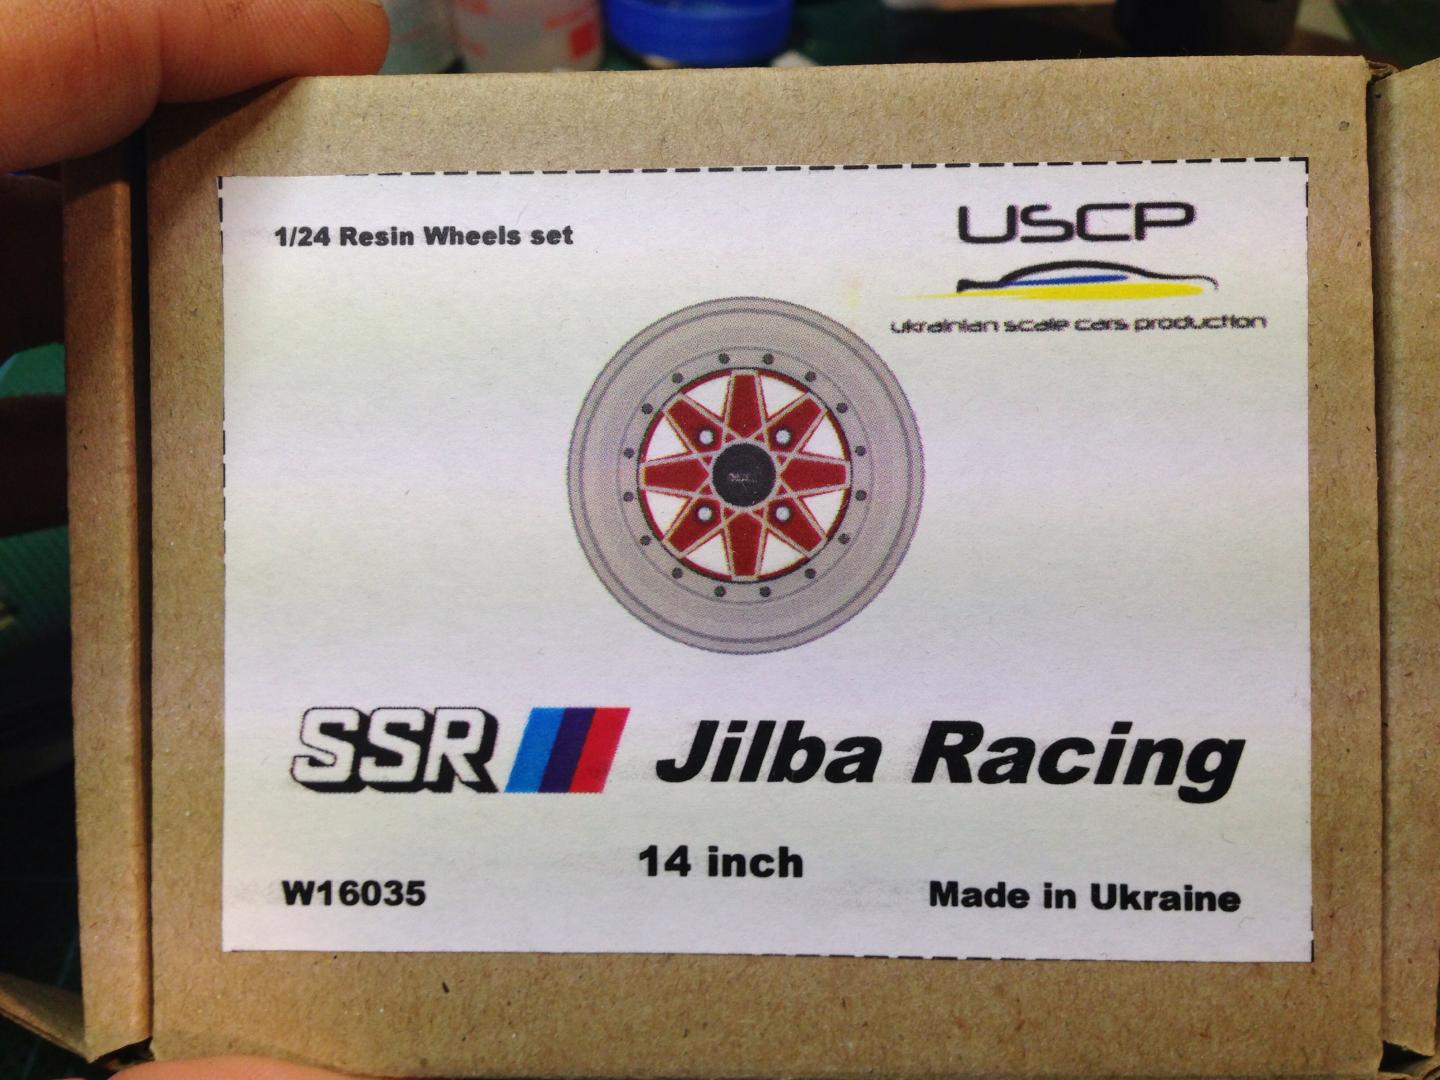 1/24 Resin Wheels set
USCP
ukrainian scale cars production
SSR Jilba Racing
14 inch
W16035
Made in Ukraine